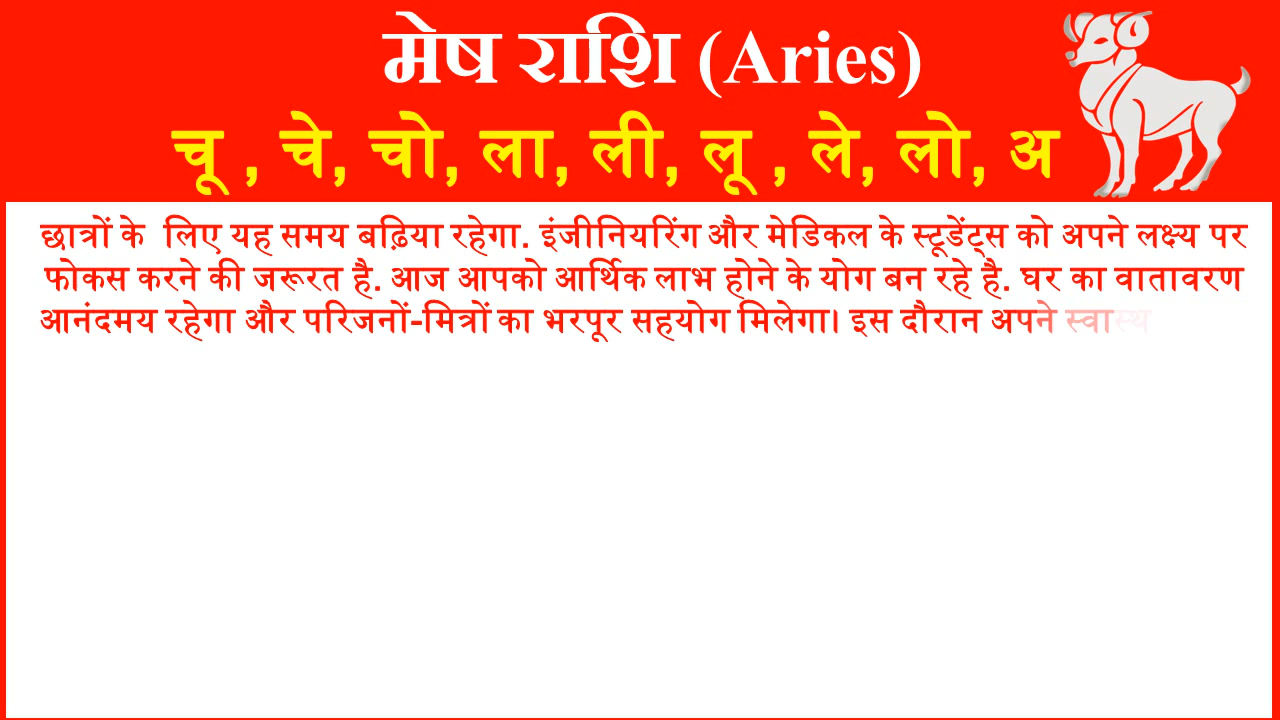 मेष राशि (Aries)
चू , चे, चो, ला, ली, लू , ले, लो, अ
छात्रों के लिए यह समय बढ़िया रहेगा. इंजीनियरिंग और मेडिकल के स्टूडेंट्स को अपने लक्ष्य पर
फोकस करने की जरूरत है. आज आपको आर्थिक लाभ होने के योग बन रहे है. घर का वातावरण
आनंदमय रहेगा और परिजनों-मित्रों का भरपूर सहयोग मिलेगा। इस दौरान अपने